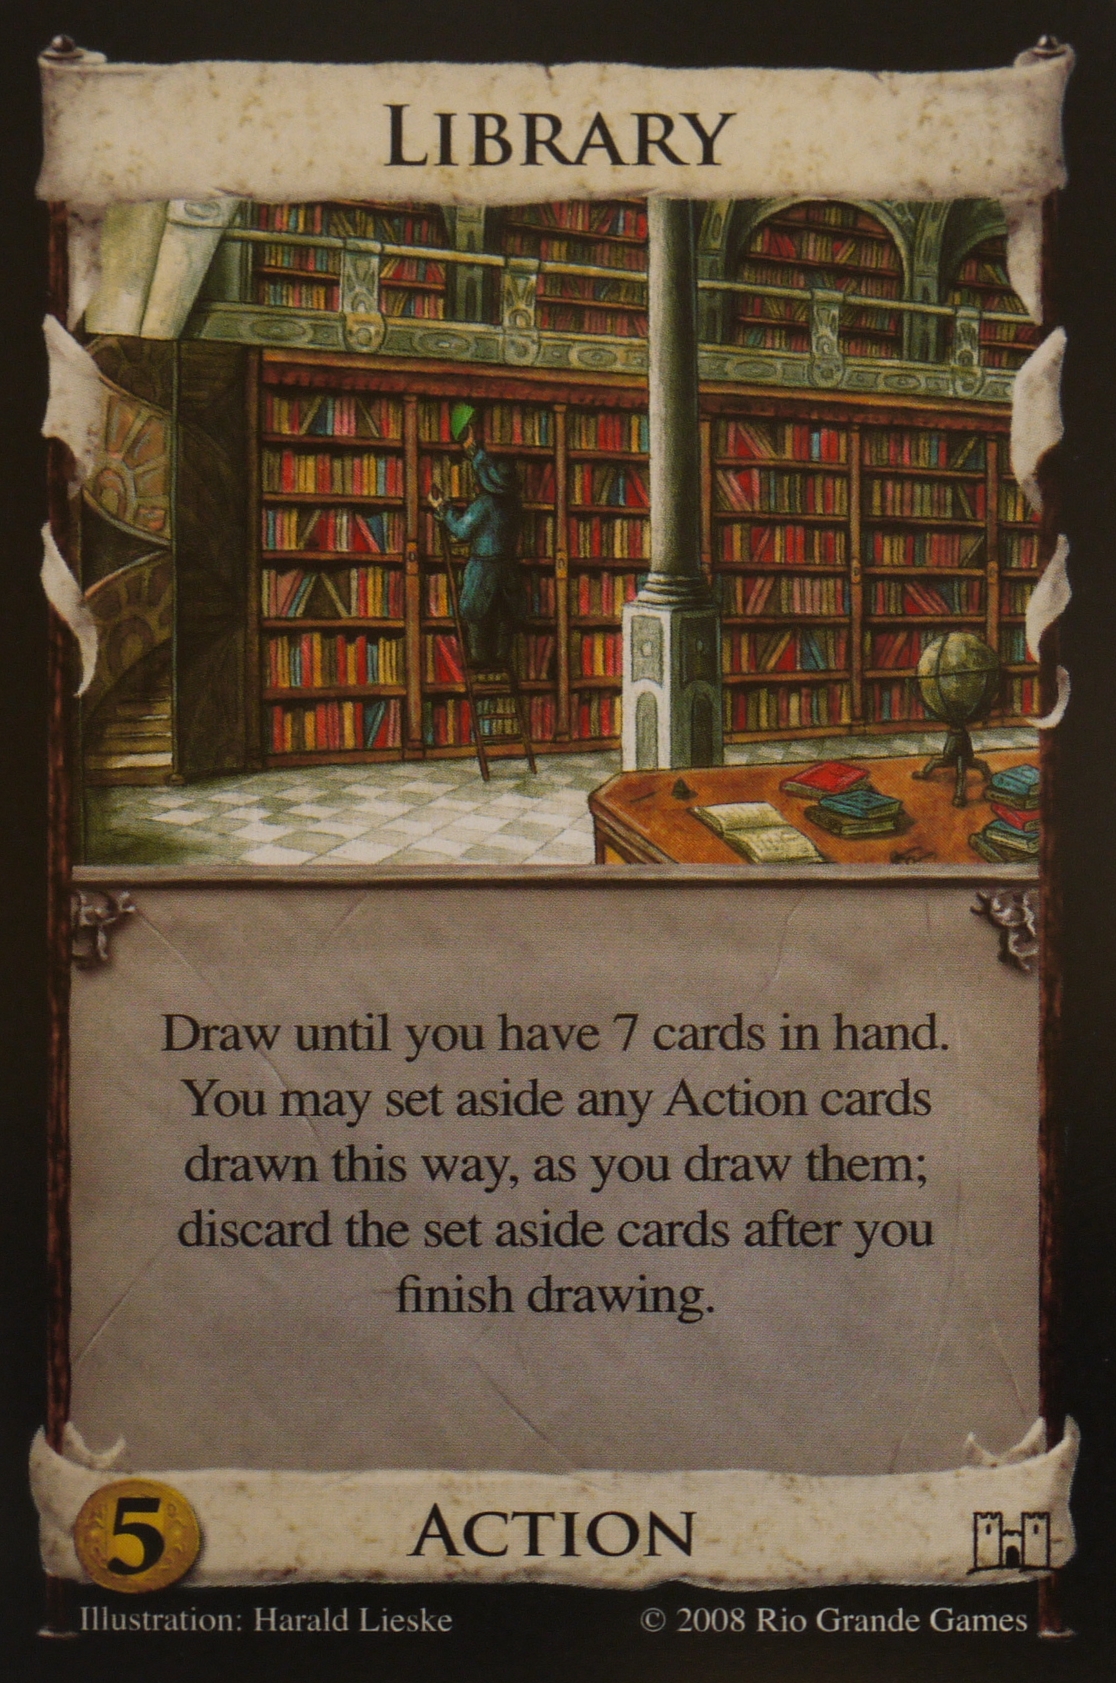 LIBRARY
Draw until you have 7 cards in hand.
You may set aside any Action cards
drawn this way, as you draw them;
discard the set aside cards after you
finish drawing.
5
ACTION
Illustration: Harald Lieske
© 2008 Rio Grande Games